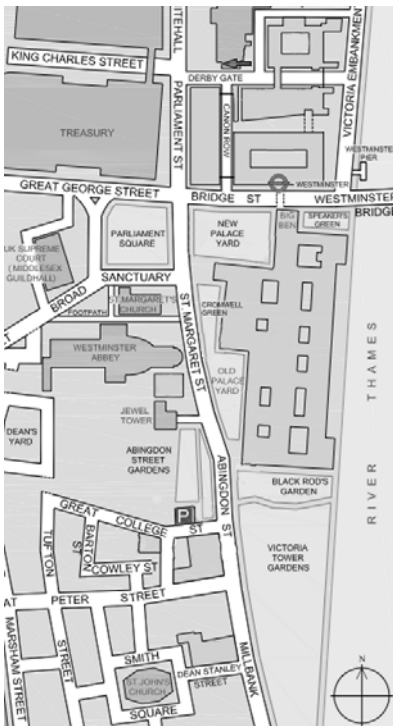 WHITEHALL
KING CHARLES STREET
DERBY GATE
PARLIAMENT ST
CANON ROW
VICTORIA EMBANKMENT
TREASURY
WESTMINSTER
PIER
WESTMINSTER
GREAT GEORGE STREET
BRIDGE ST
WESTMINSTER
BRIDGE
BIG
BEN
SPEAKER'S
GREEN
PARLIAMENT
SQUARE
NEW
PALACE
YARD
UK SUPREME
COURT
(MIDDLESEX
GUILDHALL)
BROAD
SANCTUARY
ST. MARGARET'S
CHURCH
FOOTPATH
ST. MARGARET ST
CROMWELL
GREEN
WESTMINSTER
ABBEY
OLD
PALACE
YARD
RIVER THAMES
JEWEL
TOWER
DEAN'S
YARD
ABINGDON
STREET
GARDENS
ABINGDON ST
BLACK ROD'S
GARDEN
GREAT COLLEGE ST
P
VICTORIA
TOWER
GARDENS
TUFTON
STREET
BARTON
ST
COWLEY ST
PETER STREET
MARSHAM STREET
SMITH
SQUARE
ST JOHN'S
CHURCH
DEAN STANLEY
STREET
MILBANK
N